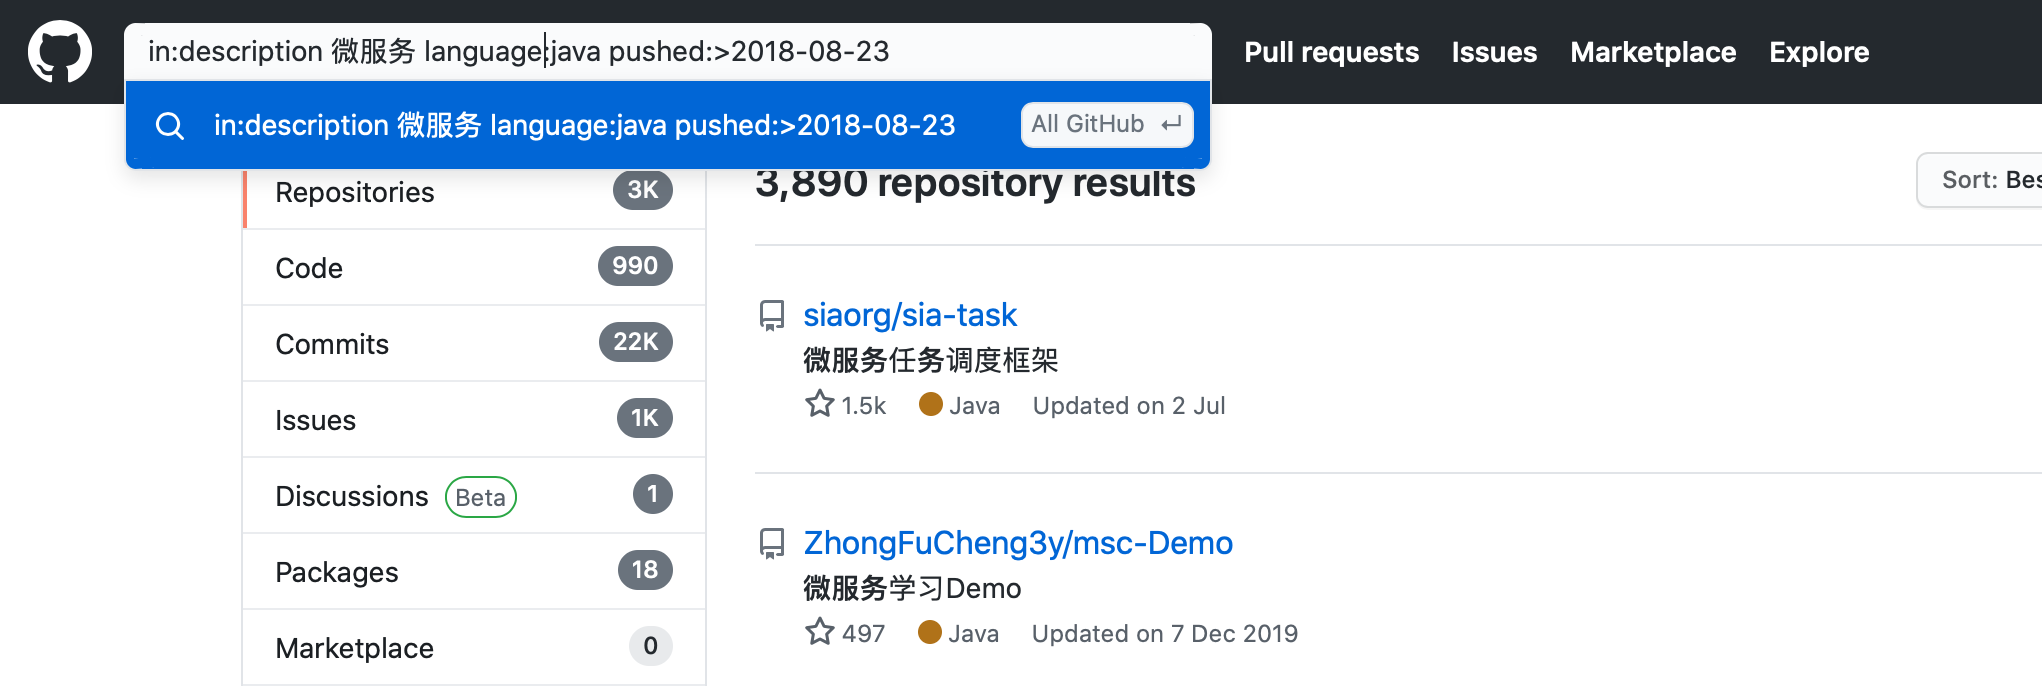 in:description 微服务 language:java pushed:>2018-08-23
Pull requests Issues Marketplace Explore
in:description 微服务 language:java pushed:>2018-08-23 All GitHub
Repositories 3K
Code 990
Commits 22K
Issues 1K
Discussions Beta 1
Packages 18
Marketplace 0
3,890 repository results
Sort: Bes
siaorg/sia-task
微服务任务调度框架
1.5k Java Updated on 2 Jul
ZhongFuCheng3y/msc-Demo
微服务学习Demo
497 Java Updated on 7 Dec 2019